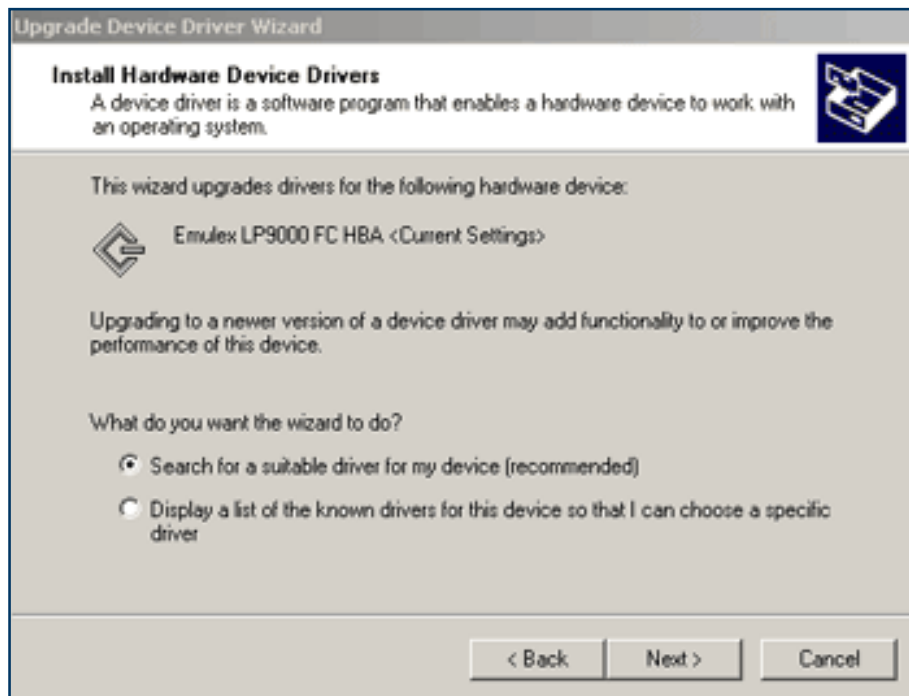 Upgrade Device Driver Wizard
Install Hardware Device Drivers
A device driver is a software program that enables a hardware device to work with
an operating system.
This wizard upgrades drivers for the following hardware device:
Emulex LP9000 FC HBA <Current Settings>
Upgrading to a newer version of a device driver may add functionality to or improve the
performance of this device.
What do you want the wizard to do?
Search for a suitable driver for my device (recommended)
Display a list of the known drivers for this device so that I can choose a specific
driver
< Back Next > Cancel